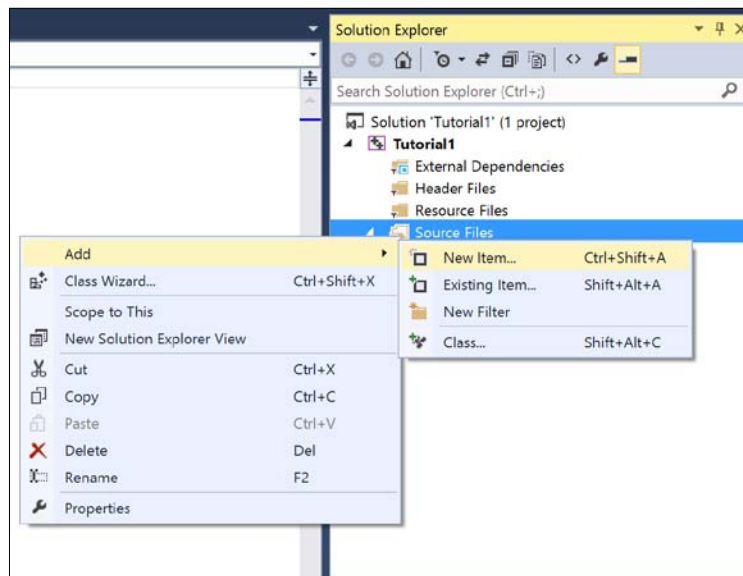 Solution Explorer
Search Solution Explorer (Ctrl+;)
Solution 'Tutorial1' (1 project)
Tutorial1
External Dependencies
Header Files
Resource Files
Source Files
Add
Class Wizard... Ctrl+Shift+X
Scope to This
New Solution Explorer View
Cut Ctrl+X
Copy Ctrl+C
Paste Ctrl+V
Delete Del
Rename F2
Properties
New Item... Ctrl+Shift+A
Existing Item... Shift+Alt+A
New Filter
Class... Shift+Alt+C